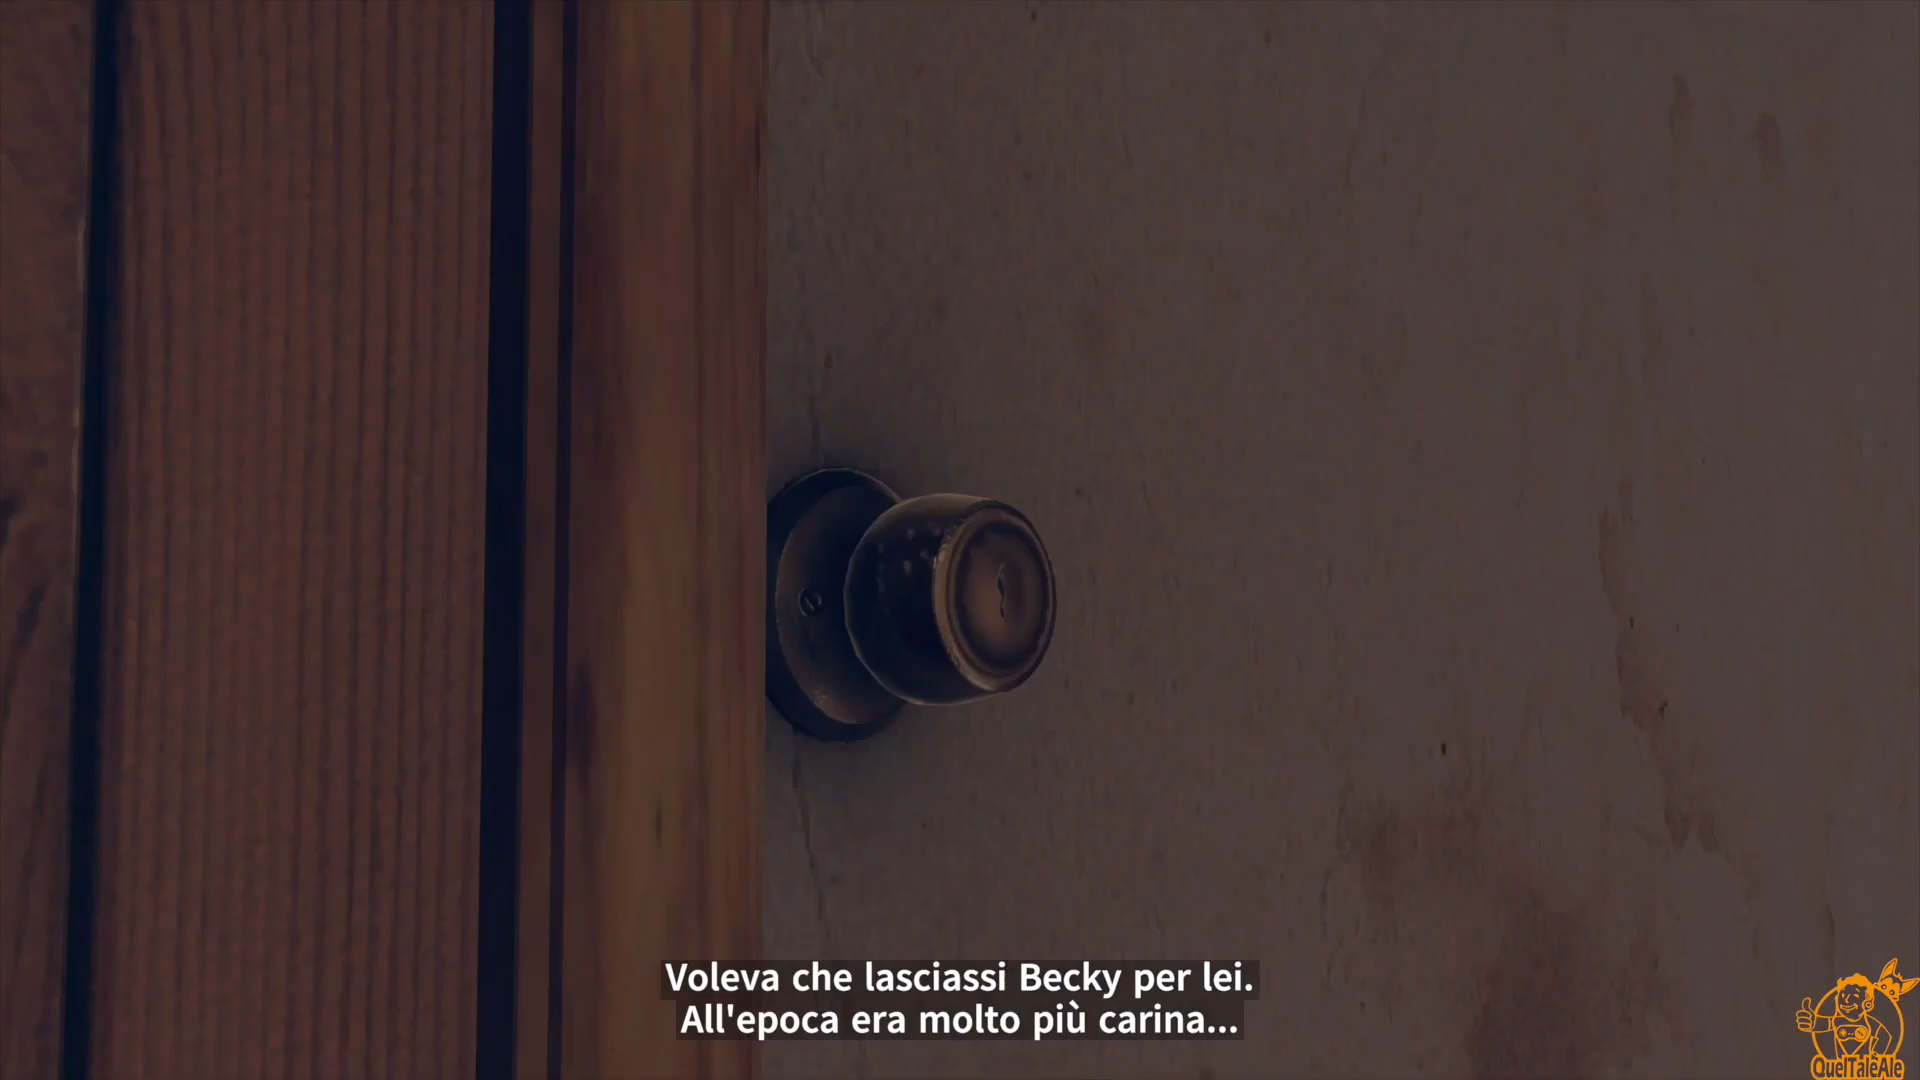 Voleva che lasciassi Becky per lei.
All'epoca era molto più carina...
QuelTaleAle